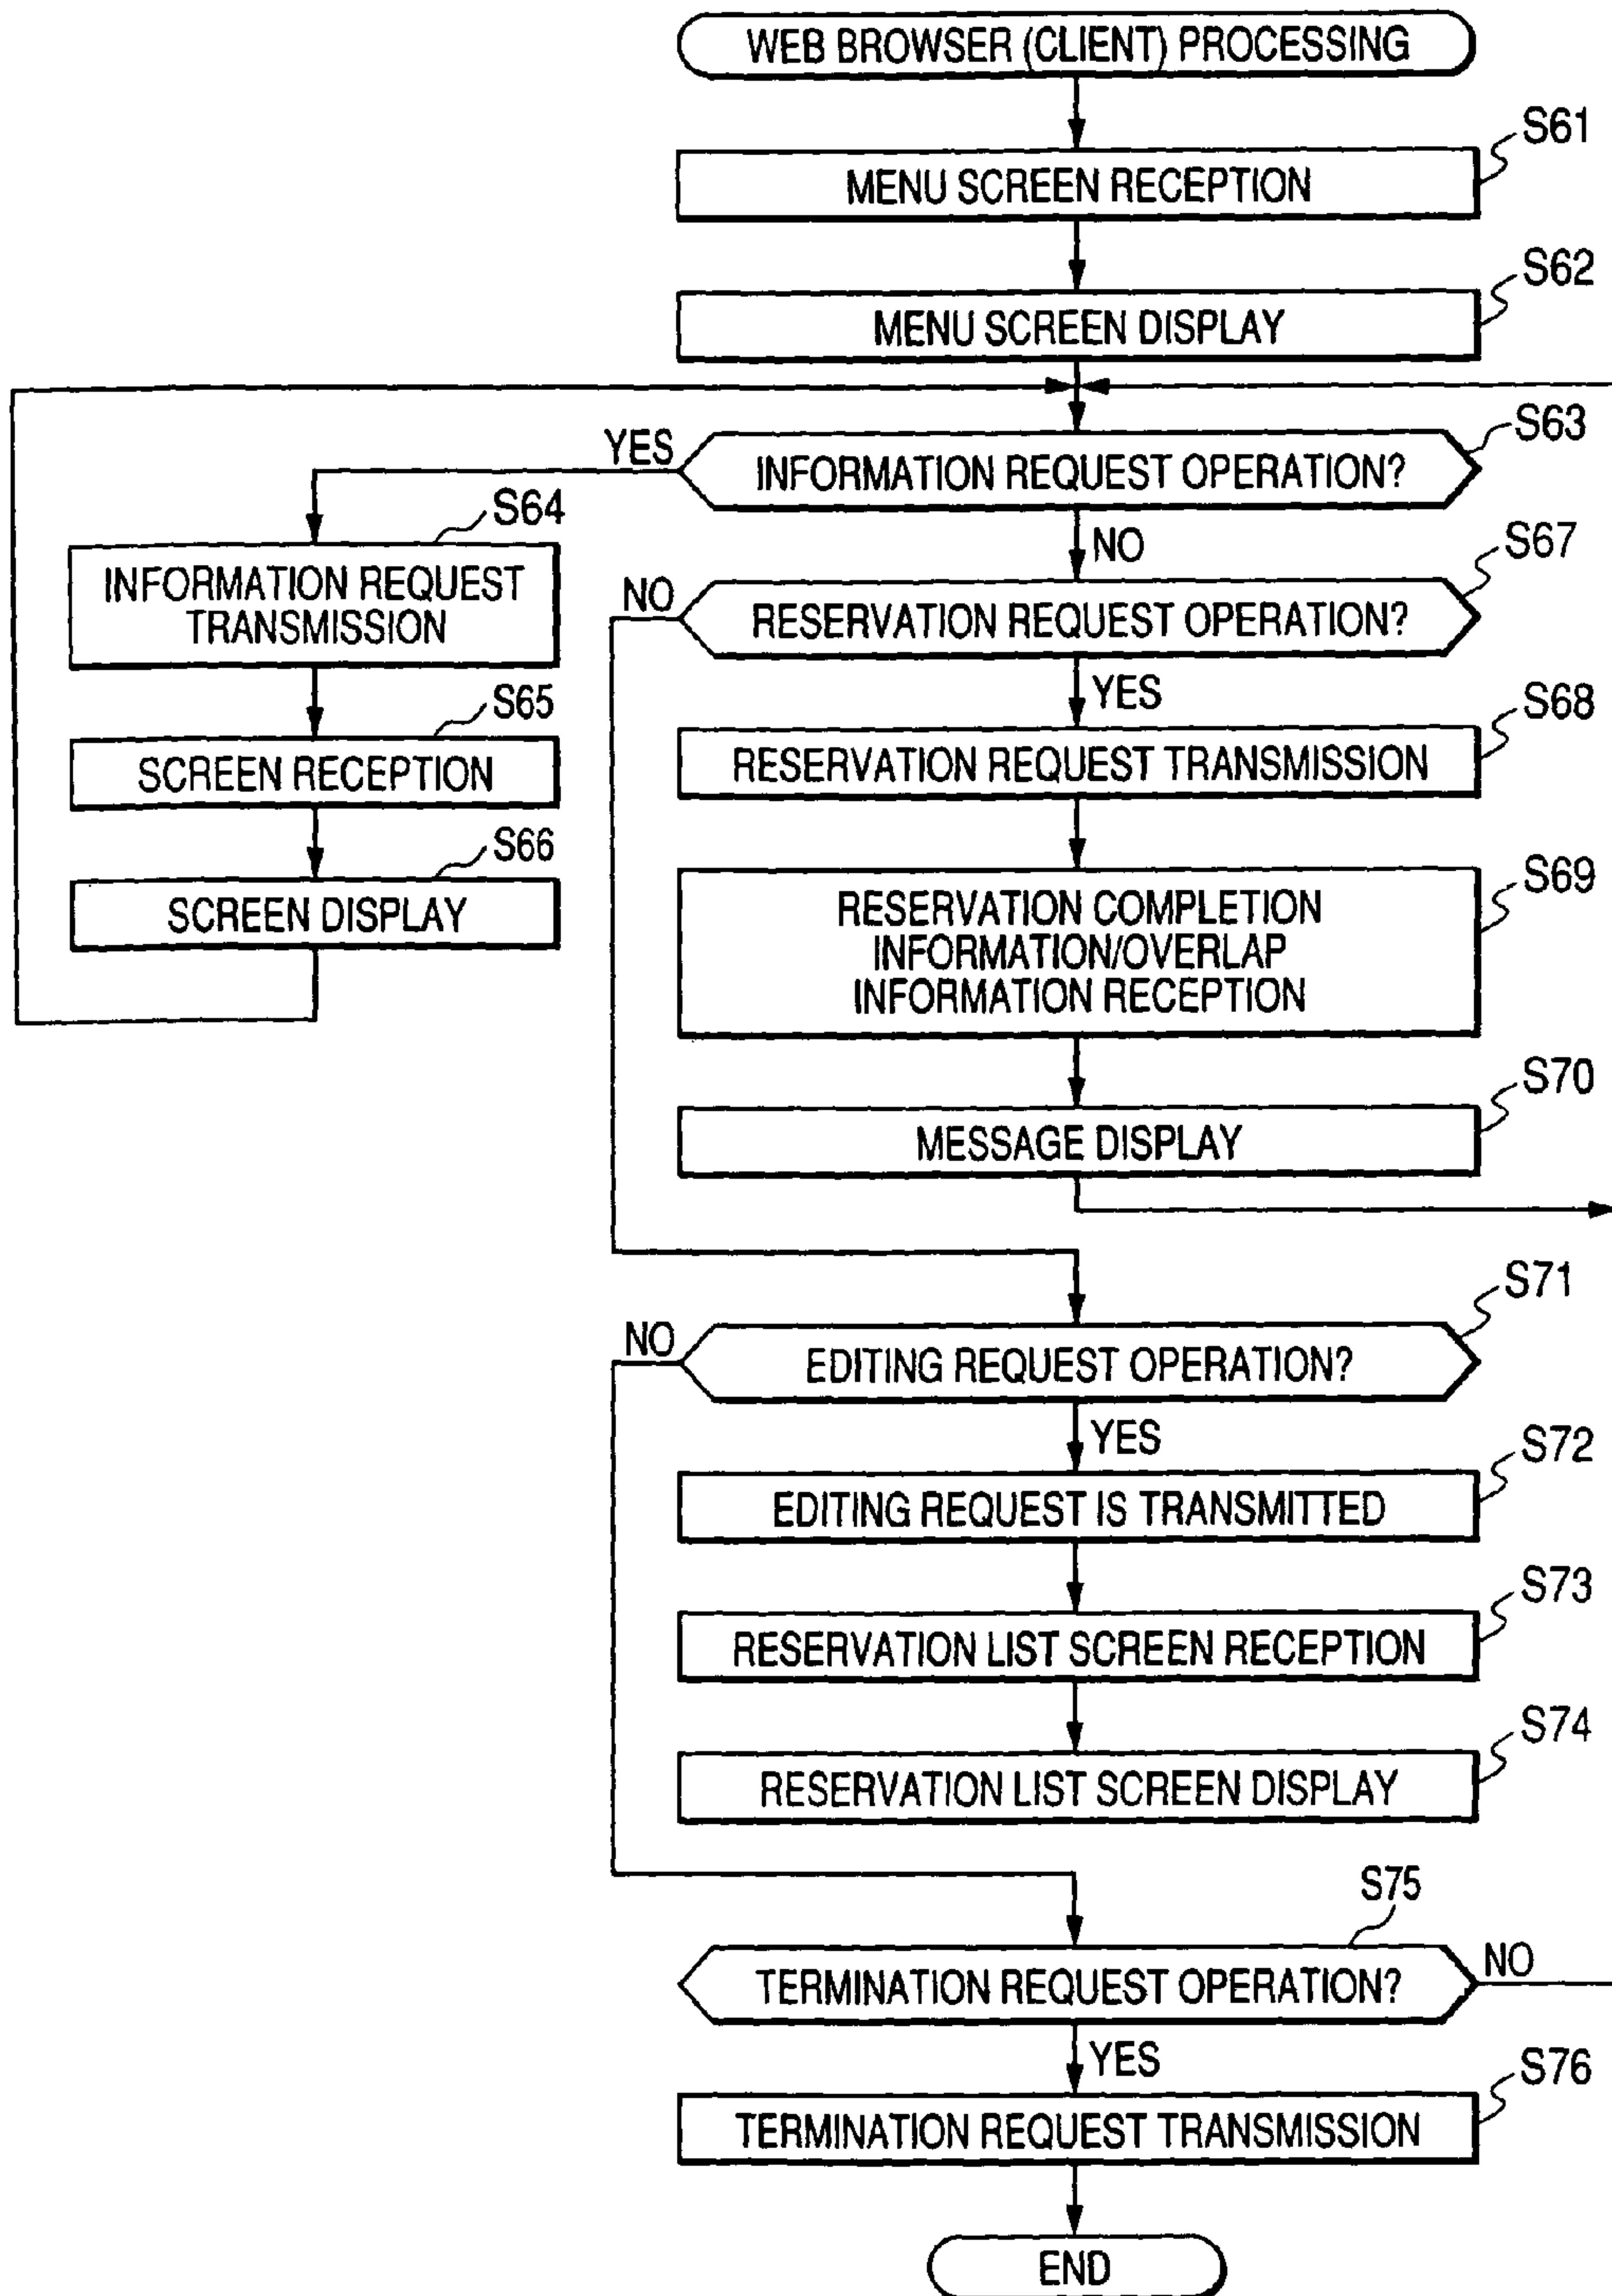 WEB BROWSER (CLIENT) PROCESSING
S61
MENU SCREEN RECEPTION
S62
MENU SCREEN DISPLAY
S63
YES
INFORMATION REQUEST OPERATION?
NO
S64
INFORMATION REQUEST
TRANSMISSION
S65
SCREEN RECEPTION
S66
SCREEN DISPLAY
S67
NO
RESERVATION REQUEST OPERATION?
YES
S68
RESERVATION REQUEST TRANSMISSION
S69
RESERVATION COMPLETION
INFORMATION/OVERLAP
INFORMATION RECEPTION
S70
MESSAGE DISPLAY
S71
NO
EDITING REQUEST OPERATION?
YES
S72
EDITING REQUEST IS TRANSMITTED
S73
RESERVATION LIST SCREEN RECEPTION
S74
RESERVATION LIST SCREEN DISPLAY
S75
TERMINATION REQUEST OPERATION?
NO
YES
S76
TERMINATION REQUEST TRANSMISSION
END